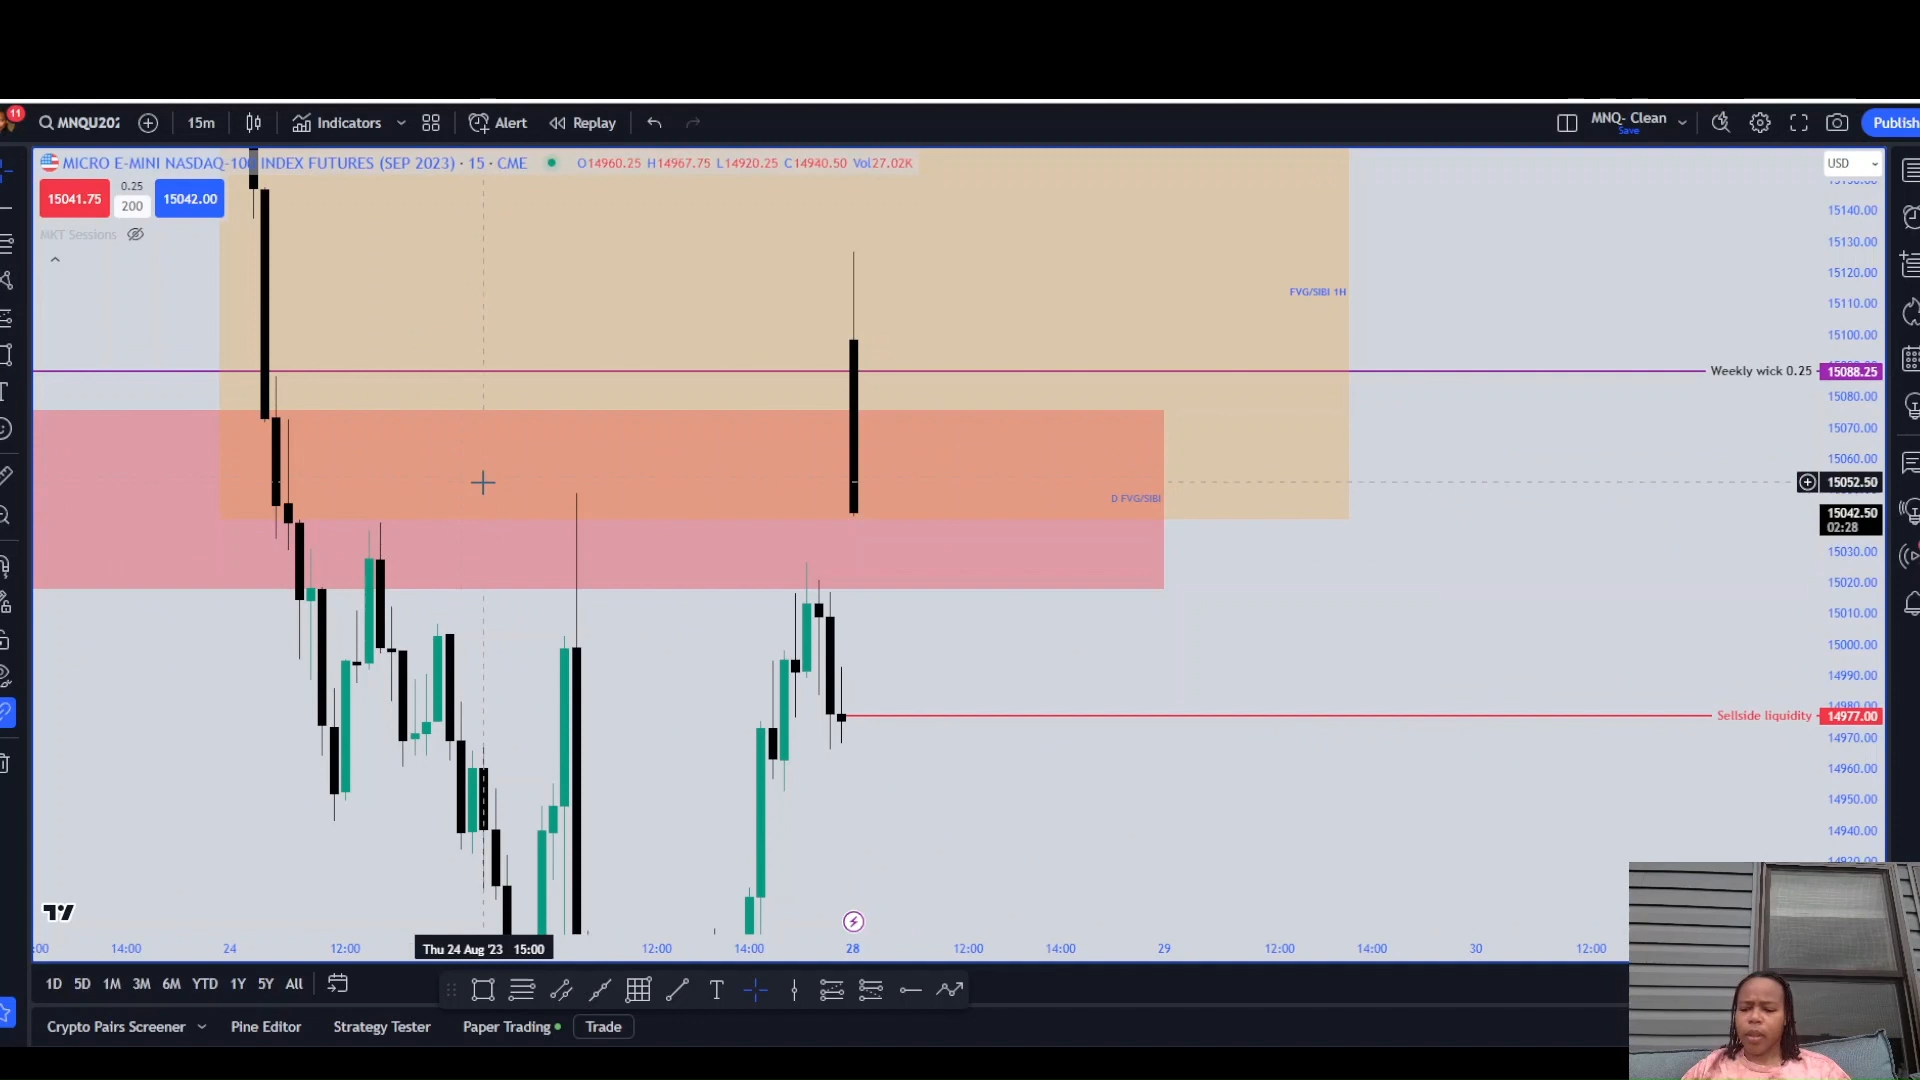 11
MNQU202
15m
Indicators
Alert
Replay
MNQ- Clean
Save
Publish
MICRO E-MINI NASDAQ-100 INDEX FUTURES (SEP 2023) · 15 · CME
O14960.25 H14967.75 L14920.25 C14940.50 Vol27.02K
USD
15041.75
0.25
200
15042.00
MKT Sessions
15140.00
15130.00
15120.00
15110.00
15100.00
FVG/SIBI 1H
Weekly wick 0.25
15088.25
15080.00
15070.00
15060.00
15052.50
D FVG/SIBI
15042.50
02:28
15030.00
15020.00
15010.00
15000.00
14990.00
14980.00
Sellside liquidity
14977.00
14970.00
14960.00
14950.00
14940.00
:00
14:00
24
12:00
Thu 24 Aug '23 15:00
12:00
14:00
28
12:00
14:00
29
12:00
14:00
30
12:00
1D 5D 1M 3M 6M YTD 1Y 5Y All
Crypto Pairs Screener
Pine Editor
Strategy Tester
Paper Trading
Trade